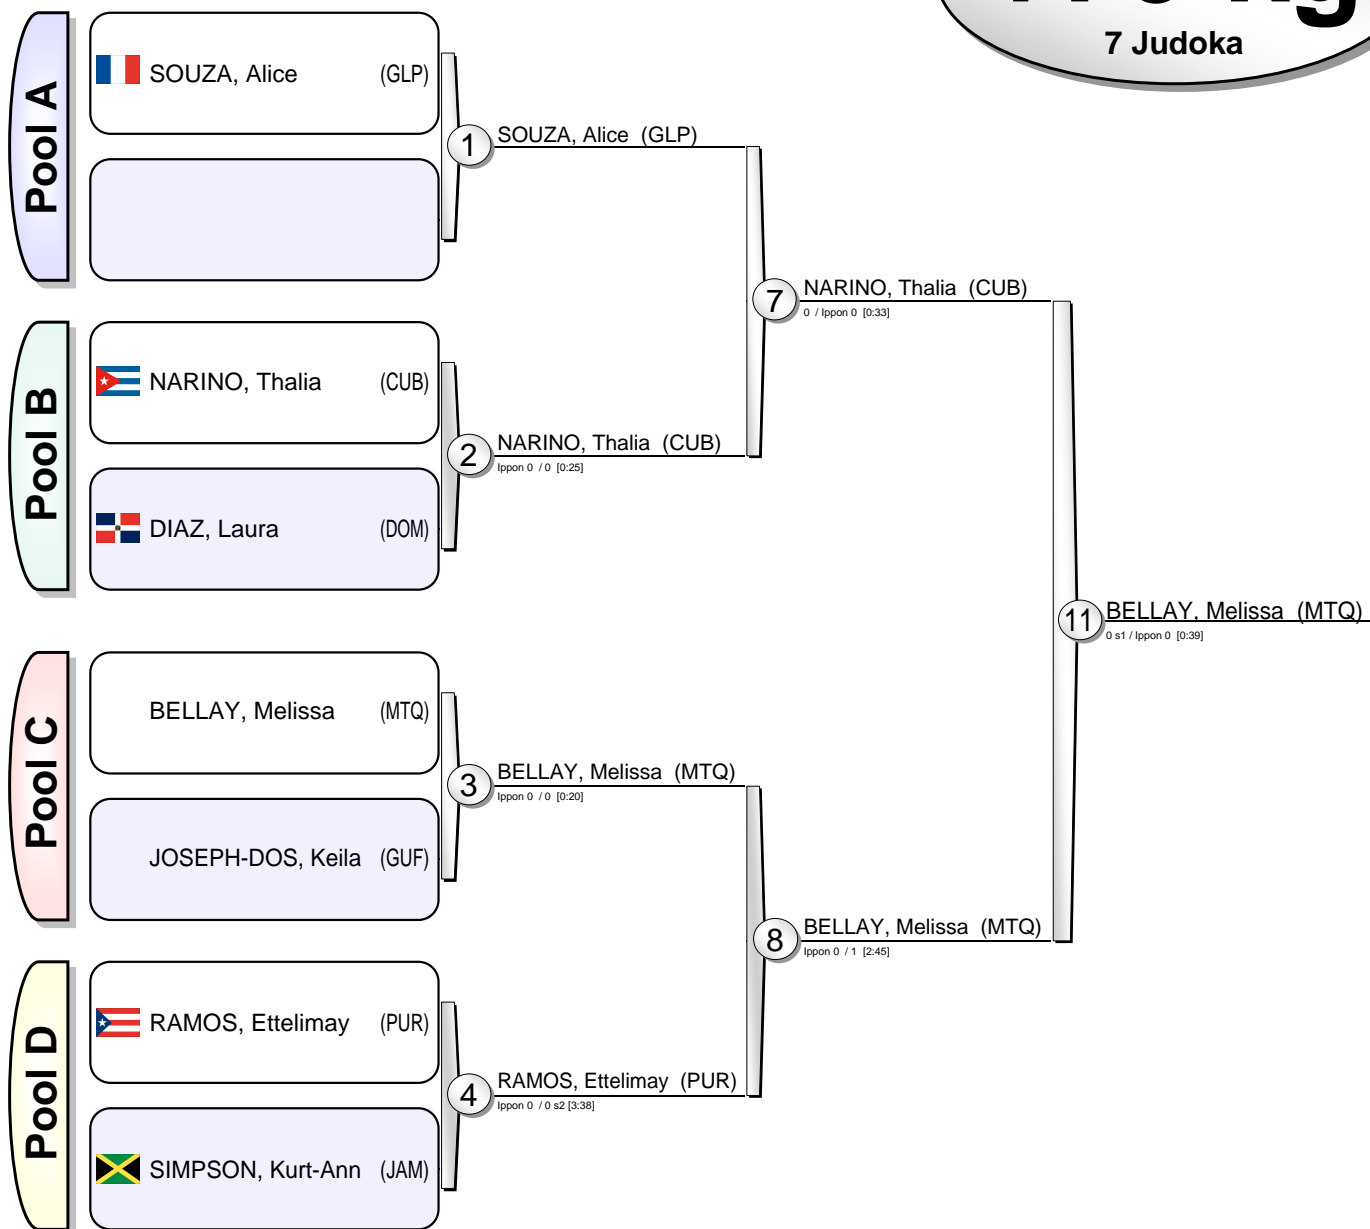 7 Judoka
Pool A
SOUZA, Alice (GLP)
1
SOUZA, Alice (GLP)
Pool B
NARINO, Thalia (CUB)
DIAZ, Laura (DOM)
2
NARINO, Thalia (CUB)
Ippon 0 / 0 [0:25]
7
NARINO, Thalia (CUB)
0 / Ippon 0 [0:33]
Pool C
BELLAY, Melissa (MTQ)
JOSEPH-DOS, Keila (GUF)
3
BELLAY, Melissa (MTQ)
Ippon 0 / 0 [0:20]
Pool D
RAMOS, Ettelimay (PUR)
SIMPSON, Kurt-Ann (JAM)
4
RAMOS, Ettelimay (PUR)
Ippon 0 / 0 s2 [3:38]
8
BELLAY, Melissa (MTQ)
Ippon 0 / 1 [2:45]
11
BELLAY, Melissa (MTQ)
0 s1 / Ippon 0 [0:39]